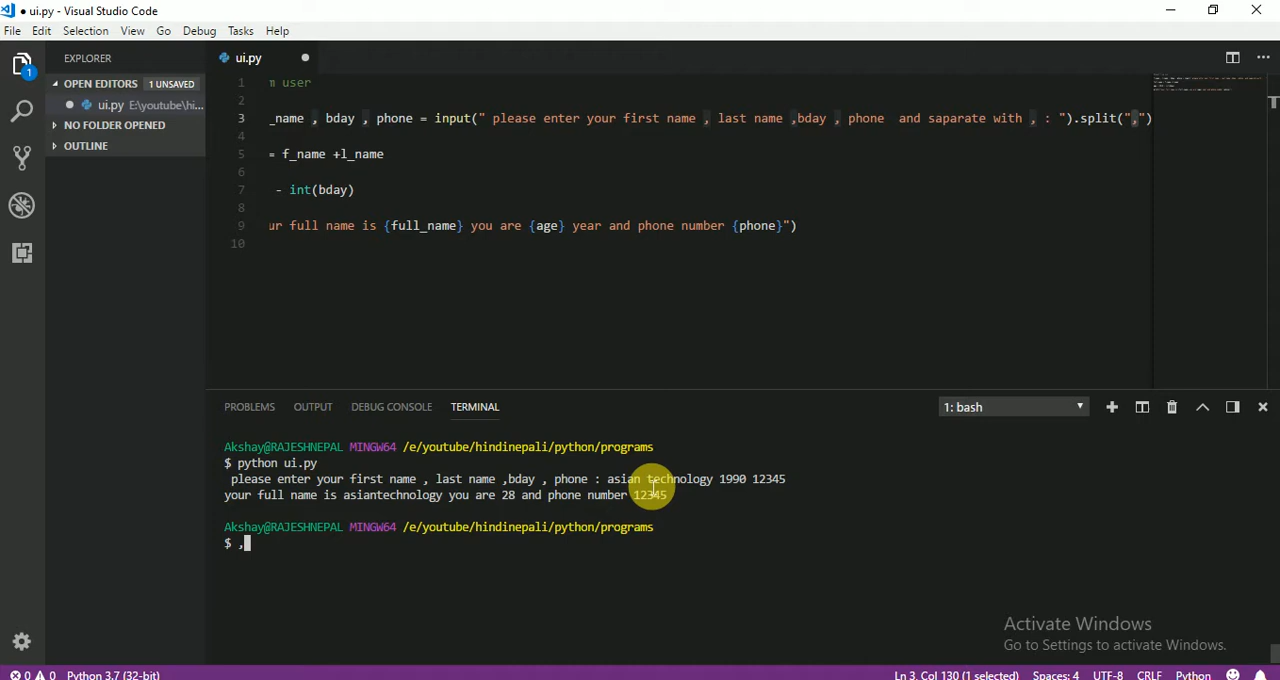 ui.py - Visual Studio Code
File Edit Selection View Go Debug Tasks Help
EXPLORER
OPEN EDITORS 1 UNSAVED
ui.py E:\youtube\hi...
NO FOLDER OPENED
OUTLINE
1
ui.py
1 user
2
3 _name , bday , phone = input(" please enter your first name , last name ,bday , phone  and saparate with , : ").split(",")
4
5 = f_name +l_name
6
7 - int(bday)
8
9 ur full name is {full_name} you are {age} year and phone number {phone}")
10
PROBLEMS OUTPUT DEBUG CONSOLE TERMINAL 1: bash
Akshay@RAJESHNEPAL MINGW64 /e/youtube/hindinepali/python/programs
$ python ui.py
please enter your first name , last name ,bday , phone : asian technology 1990 12345
your full name is asiantechnology you are 28 and phone number 12345
Akshay@RAJESHNEPAL MINGW64 /e/youtube/hindinepali/python/programs
$ ,
Activate Windows
Go to Settings to activate Windows.
0 0 Python 3.7 (32-bit) Ln 3, Col 130 (1 selected) Spaces: 4 UTF-8 CRLF Python